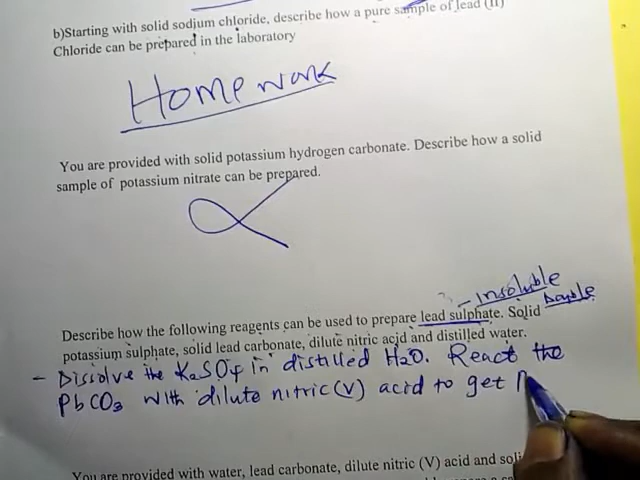 b)Starting with solid sodium chloride, describe how a pure sample of lead (II)
Chloride can be prepared in the laboratory
Homework
You are provided with solid potassium hydrogen carbonate. Describe how a solid
sample of potassium nitrate can be prepared.
- Insoluble
Describe how the following reagents can be used to prepare lead sulphate. Solid
potassium sulphate, solid lead carbonate, dilute nitric acid and distilled water.
- Dissolve the K2SO4 in distilled H2O. React the
PbCO3 with dilute nitric(V) acid to get
You are provided with water, lead carbonate, dilute nitric (V) acid and